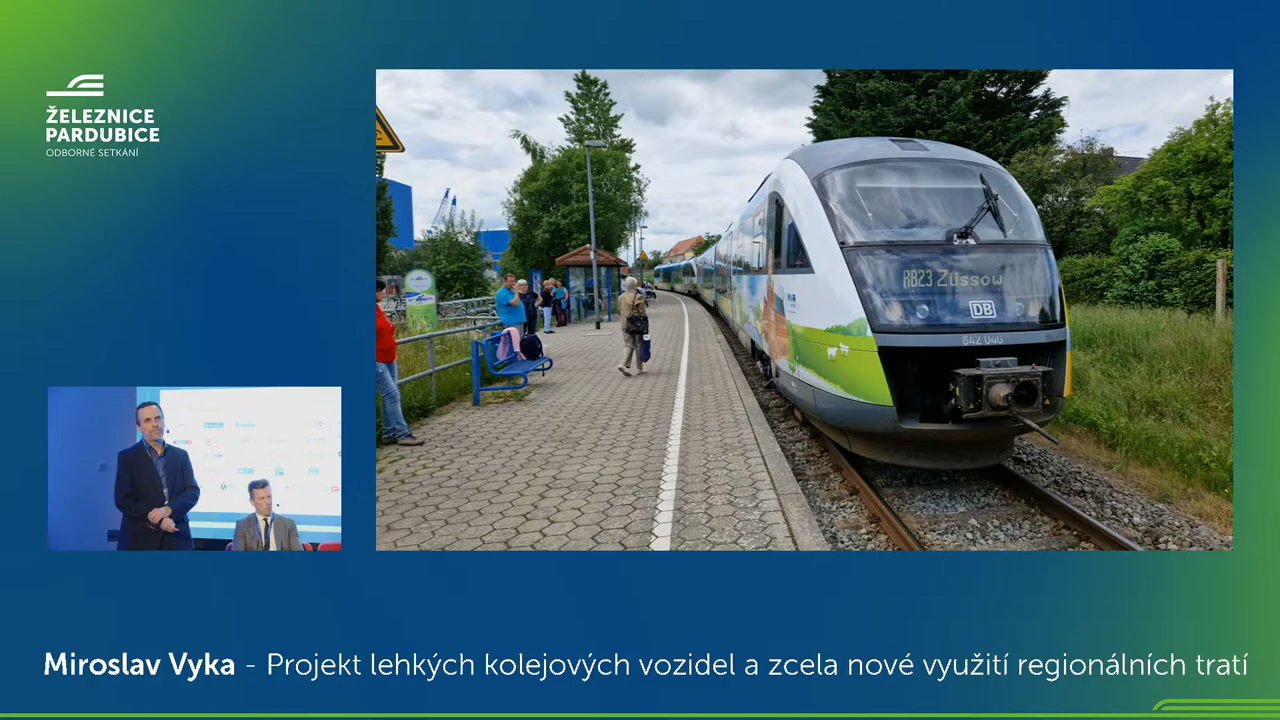 ŽELEZNICE
PARDUBICE
ODBORNÉ SETKÁNÍ
RB23 Züssow
DB
642 040
Miroslav Vyka - Projekt lehkých kolejových vozidel a zcela nové využití regionálních tratí